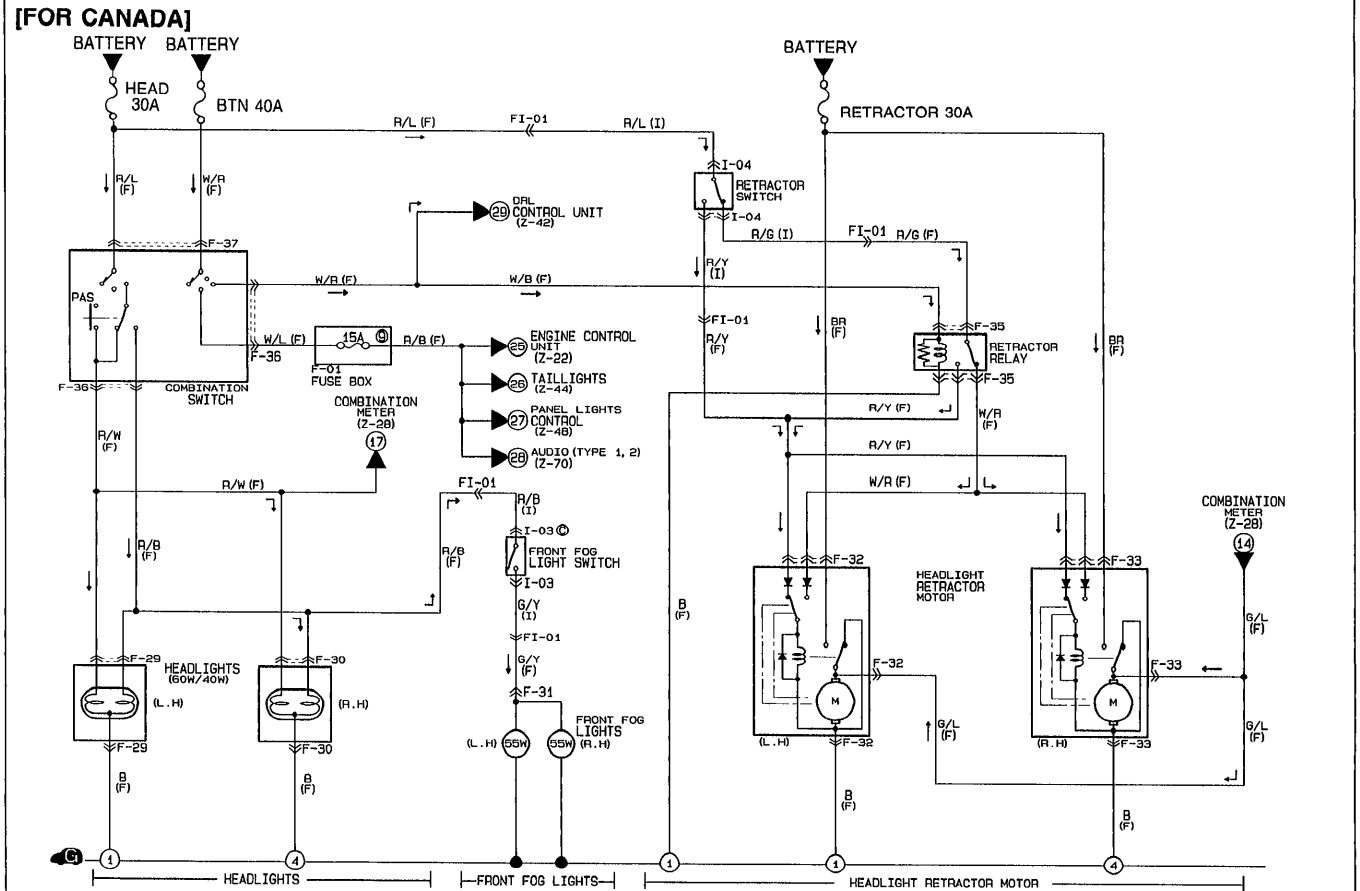 [FOR CANADA]
BATTERY
BATTERY
BATTERY
HEAD
30A
BTN 40A
RETRACTOR 30A
R/L (F)
FI-01
R/L (I)
I-04
R/L
(F)
W/R
(F)
RETRACTOR
SWITCH
I-04
29
DRL
CONTROL UNIT
(Z-42)
R/G (I)
FI-01
R/G (F)
F-37
R/Y
(I)
PAS
W/R (F)
W/B (F)
FI-01
F-35
BR
(F)
BR
(F)
W/L (F)
15A
9
R/B (F)
25
ENGINE CONTROL
UNIT
(Z-22)
R/Y
(F)
RETRACTOR
RELAY
F-36
F-01
FUSE BOX
26
TAILLIGHTS
(Z-44)
F-35
F-36
COMBINATION
SWITCH
COMBINATION
METER
(Z-28)
17
27
PANEL LIGHTS
CONTROL
(Z-48)
R/Y (F)
W/R
(F)
R/W
(F)
28
AUDIO (TYPE 1, 2)
(Z-70)
R/Y (F)
R/W (F)
FI-01
W/R (F)
R/B
(I)
COMBINATION
METER
(Z-28)
14
I-03 C
R/B
(F)
R/B
(F)
FRONT FOG
LIGHT SWITCH
F-32
F-33
HEADLIGHT
RETRACTOR
MOTOR
I-03
G/Y
(I)
B
(F)
G/L
(F)
FI-01
F-29
F-30
HEADLIGHTS
(60W/40W)
G/Y
(F)
F-32
F-33
(L.H)
(R.H)
F-31
M
M
FRONT FOG
LIGHTS
(L.H)
55W
55W
(R.H)
G/L
(F)
G/L
(F)
F-29
F-30
(L.H)
F-32
(R.H)
F-33
B
(F)
B
(F)
B
(F)
B
(F)
G1
1
4
1
1
4
HEADLIGHTS
FRONT FOG LIGHTS
HEADLIGHT RETRACTOR MOTOR